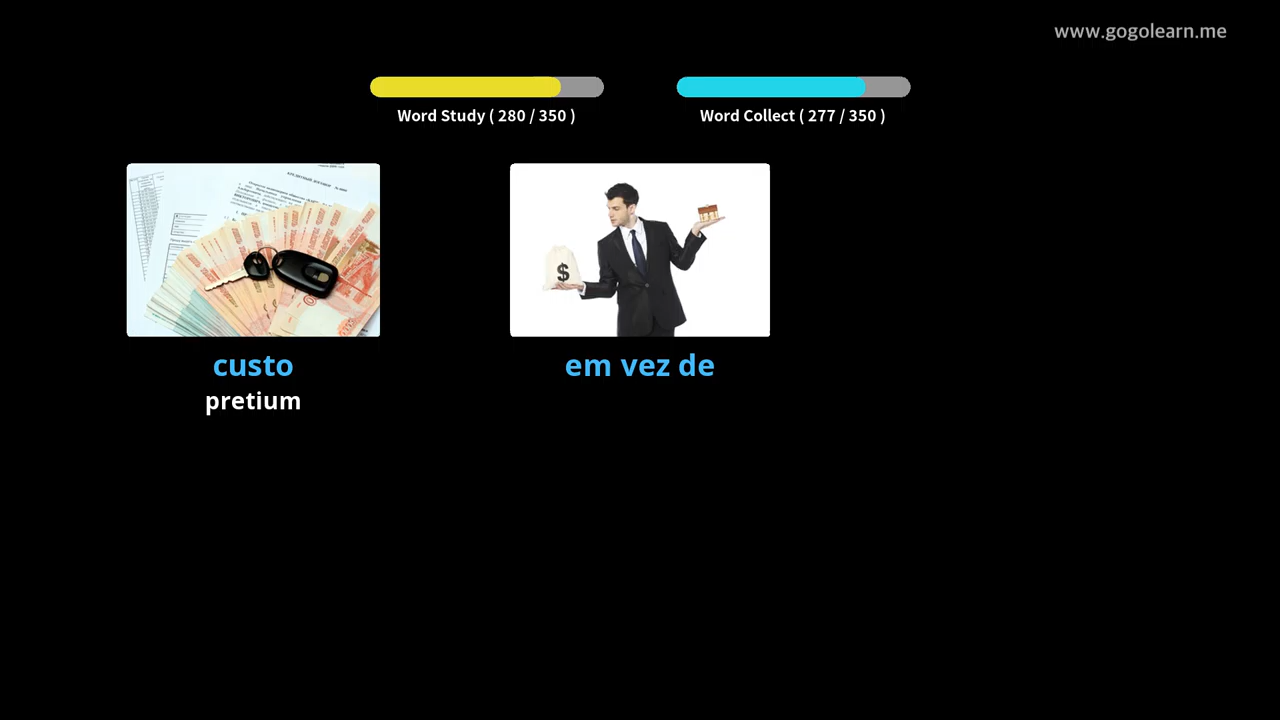 www.gogolearn.me
Word Study ( 280 / 350 )
Word Collect ( 277 / 350 )
$
custo
em vez de
pretium